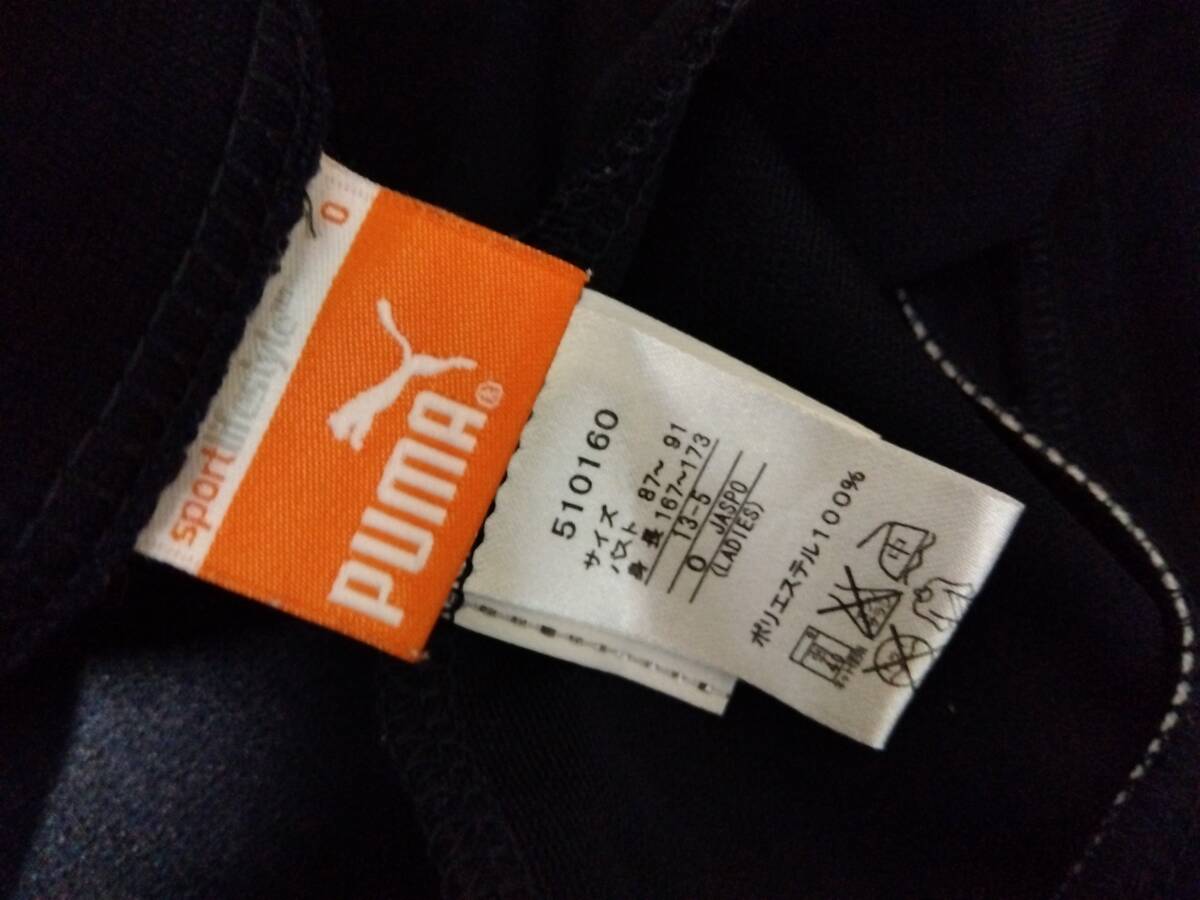 O
sportlifestyle
PUMA®
510160
サイズ
バスト 87~ 91
身長 167~173
13-5
O JASPO
(LADIES)
ポリエステル100%
中